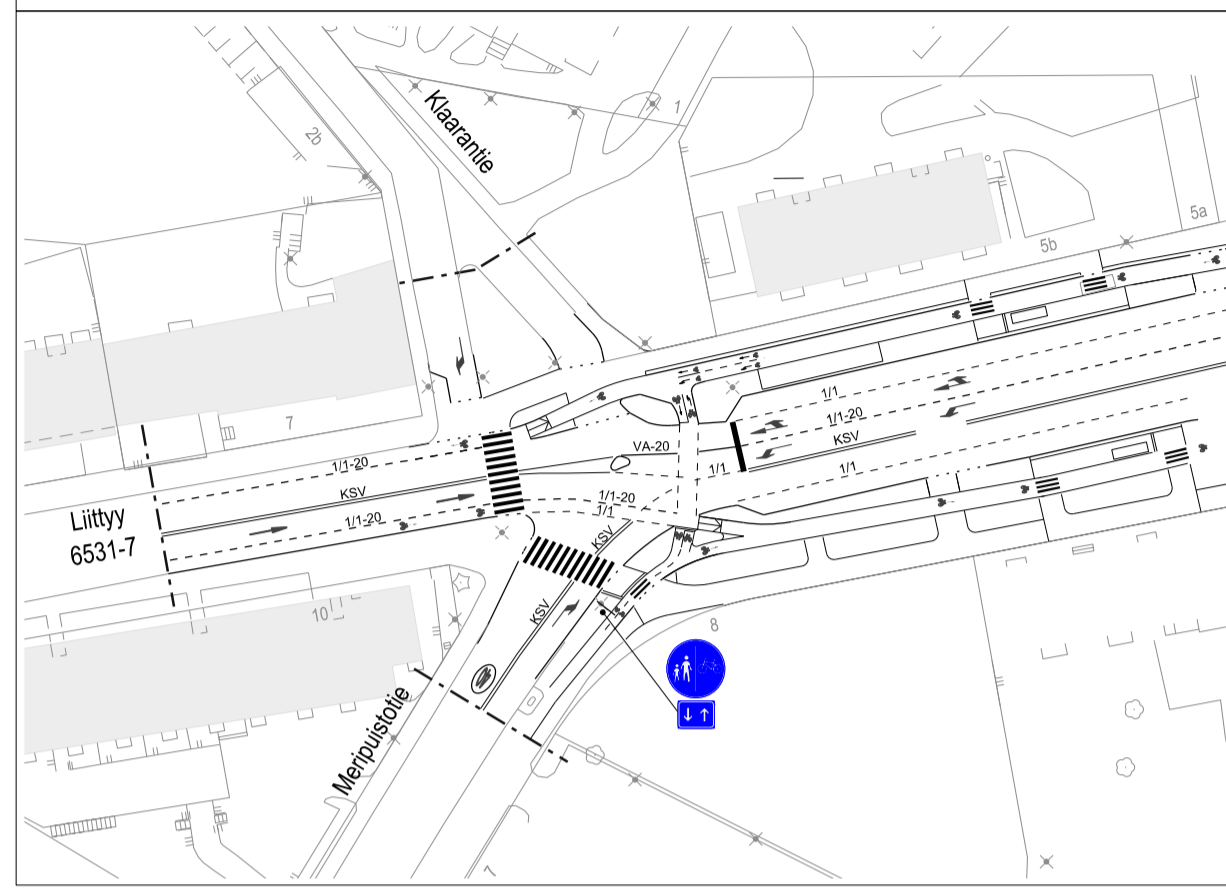 Klaarantie
1
2b
5a
5b
1/1
1/1-20
KSV
VA-20
1/1
1/1
7
1/1-20
KSV
1/1-20
1/1-20
1/1
KSV
Liittyy
6531-7
KSV
10
8
Meripuistotie
7